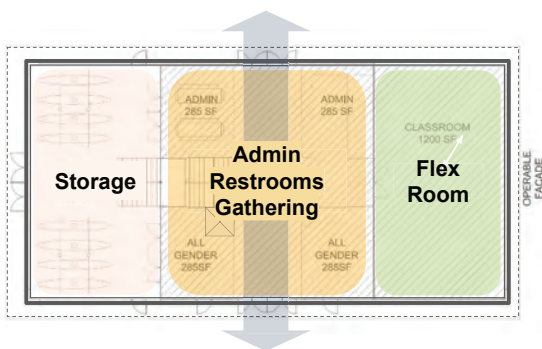 ADMIN
285 SF
ADMIN
285 SF
CLASSROOM
1200 SF
Storage
Admin
Restrooms
Gathering
Flex
Room
OPERABLE
FACADE
ALL
GENDER
285SF
ALL
GENDER
285SF